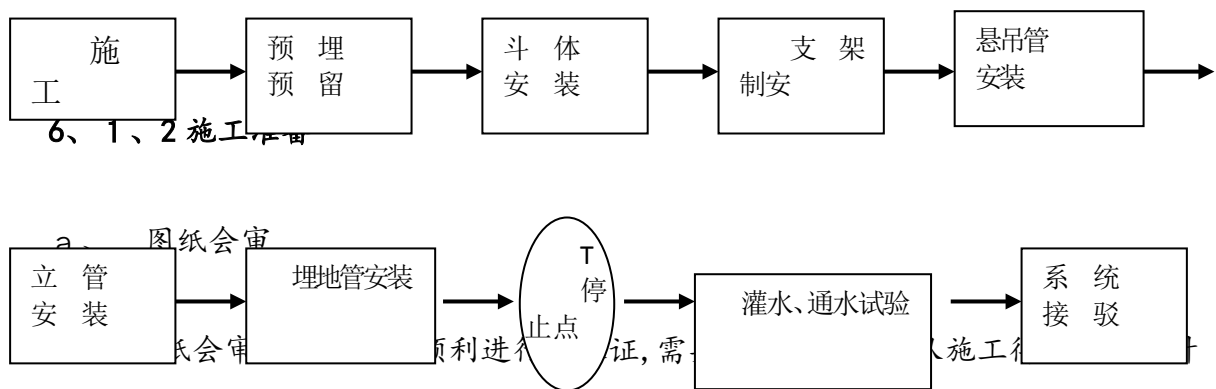 施
工
预 埋
预 留
斗 体
安 装
支 架
制安
悬吊管
安装
6、 1、2 施工准备
a、 图纸会审
立 管
安 装
埋地管安装
T
停
止点
灌水、通水试验
系 统
接 驳
纸会审 顺利进行 证,需 施工